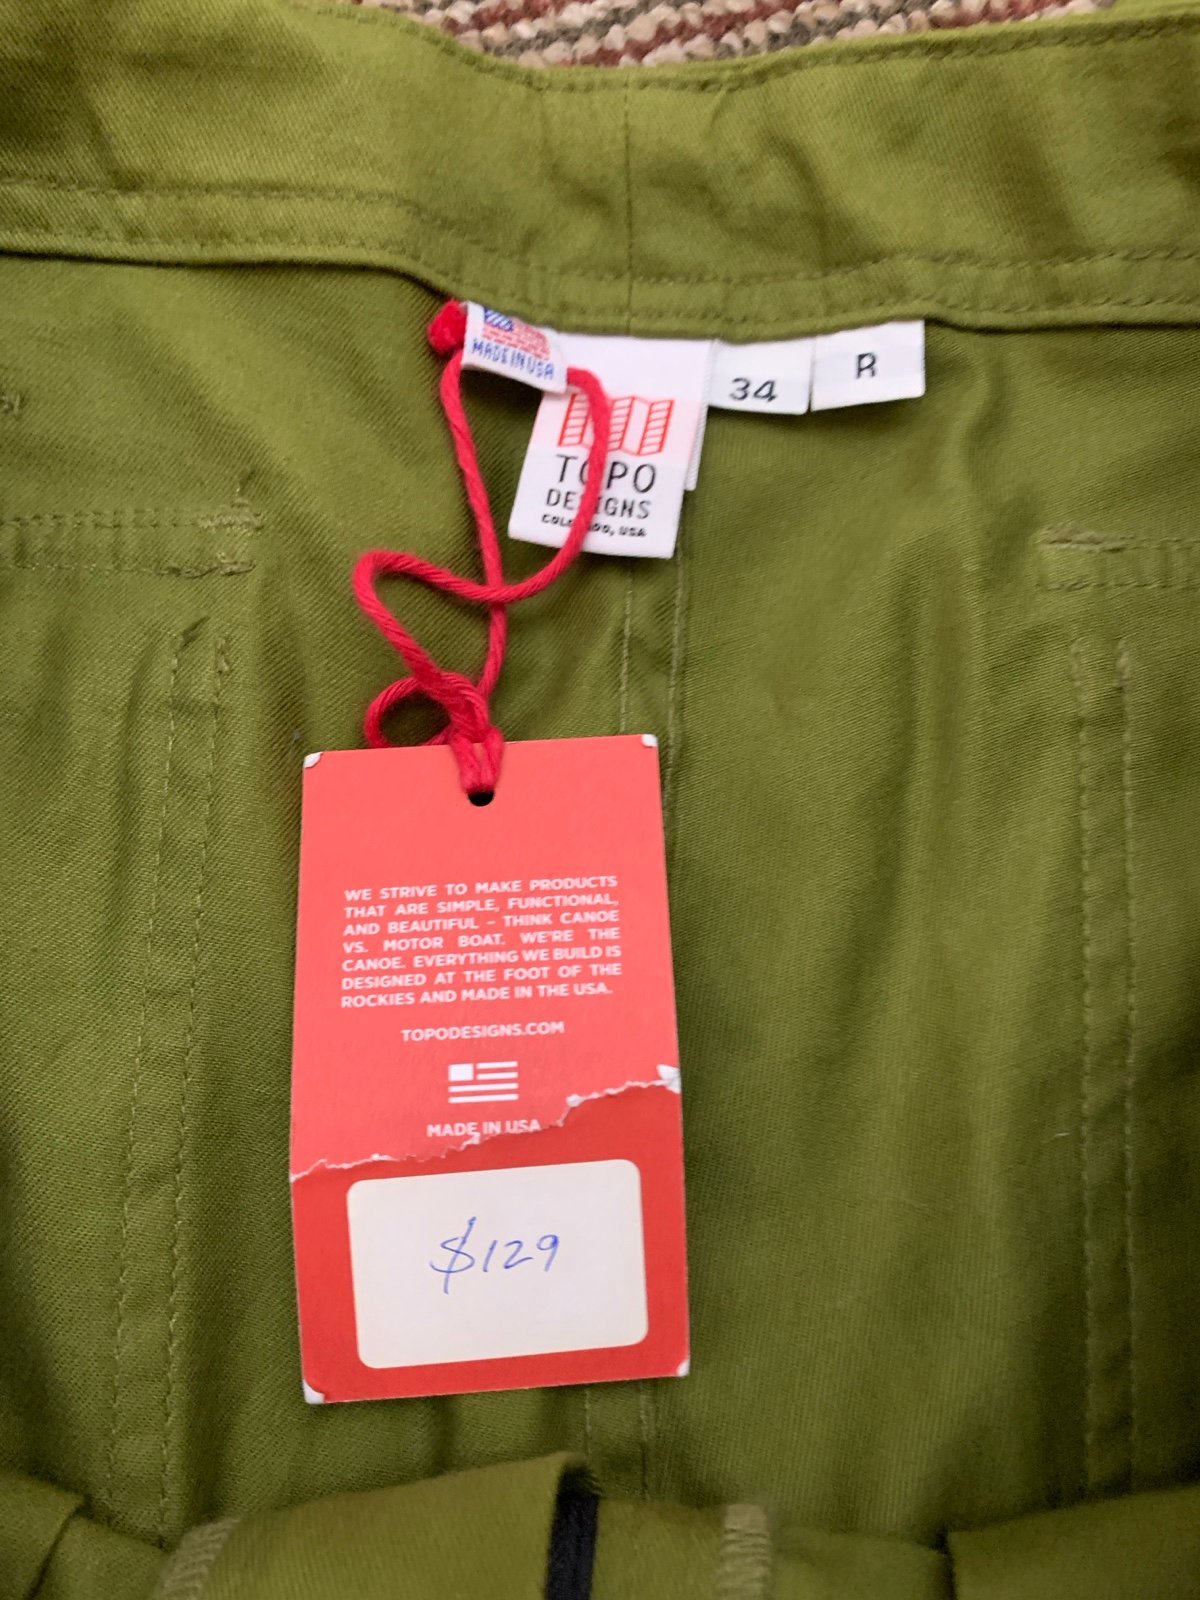 MADE IN USA
34
R
TOPO
DESIGNS
COLORADO, USA
WE STRIVE TO MAKE PRODUCTS
THAT ARE SIMPLE, FUNCTIONAL,
AND BEAUTIFUL – THINK CANOE
VS. MOTOR BOAT. WE'RE THE
CANOE. EVERYTHING WE BUILD IS
DESIGNED AT THE FOOT OF THE
ROCKIES AND MADE IN THE USA.
TOPODESIGNS.COM
MADE IN USA
$129